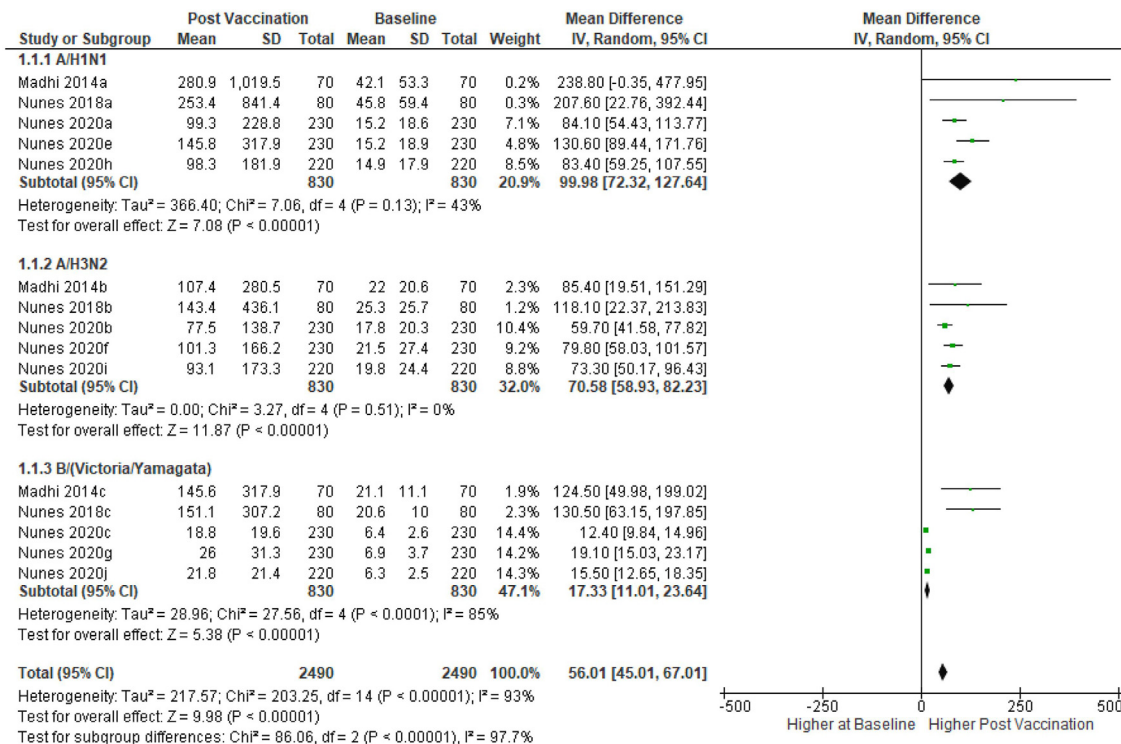 Post Vaccination Baseline Mean Difference Mean Difference
Study or Subgroup Mean SD Total Mean SD Total Weight IV, Random, 95% CI IV, Random, 95% CI
1.1.1 A/H1N1
Madhi 2014a 280.9 1,019.5 70 42.1 53.3 70 0.2% 238.80 [-0.35, 477.95]
Nunes 2018a 253.4 841.4 80 45.8 59.4 80 0.3% 207.60 [22.76, 392.44]
Nunes 2020a 99.3 228.8 230 15.2 18.6 230 7.1% 84.10 [54.43, 113.77]
Nunes 2020e 145.8 317.9 230 15.2 18.9 230 4.8% 130.60 [89.44, 171.76]
Nunes 2020h 98.3 181.9 220 14.9 17.9 220 8.5% 83.40 [59.25, 107.55]
Subtotal (95% CI) 830 830 20.9% 99.98 [72.32, 127.64]
Heterogeneity: Tau² = 366.40; Chi² = 7.06, df = 4 (P = 0.13); I² = 43%
Test for overall effect: Z = 7.08 (P < 0.00001)
1.1.2 A/H3N2
Madhi 2014b 107.4 280.5 70 22 20.6 70 2.3% 85.40 [19.51, 151.29]
Nunes 2018b 143.4 436.1 80 25.3 25.7 80 1.2% 118.10 [22.37, 213.83]
Nunes 2020b 77.5 138.7 230 17.8 20.3 230 10.4% 59.70 [41.58, 77.82]
Nunes 2020f 101.3 166.2 230 21.5 27.4 230 9.2% 79.80 [58.03, 101.57]
Nunes 2020i 93.1 173.3 220 19.8 24.4 220 8.8% 73.30 [50.17, 96.43]
Subtotal (95% CI) 830 830 32.0% 70.58 [58.93, 82.23]
Heterogeneity: Tau² = 0.00; Chi² = 3.27, df = 4 (P = 0.51); I² = 0%
Test for overall effect: Z = 11.87 (P < 0.00001)
1.1.3 B/(Victoria/Yamagata)
Madhi 2014c 145.6 317.9 70 21.1 11.1 70 1.9% 124.50 [49.98, 199.02]
Nunes 2018c 151.1 307.2 80 20.6 10 80 2.3% 130.50 [63.15, 197.85]
Nunes 2020c 18.8 19.6 230 6.4 2.6 230 14.4% 12.40 [9.84, 14.96]
Nunes 2020g 26 31.3 230 6.9 3.7 230 14.2% 19.10 [15.03, 23.17]
Nunes 2020j 21.8 21.4 220 6.3 2.5 220 14.3% 15.50 [12.65, 18.35]
Subtotal (95% CI) 830 830 47.1% 17.33 [11.01, 23.64]
Heterogeneity: Tau² = 28.96; Chi² = 27.56, df = 4 (P < 0.0001); I² = 85%
Test for overall effect: Z = 5.38 (P < 0.00001)
Total (95% CI) 2490 2490 100.0% 56.01 [45.01, 67.01]
Heterogeneity: Tau² = 217.57; Chi² = 203.25, df = 14 (P < 0.00001); I² = 93%
Test for overall effect: Z = 9.98 (P < 0.00001)
Test for subgroup differences: Chi² = 86.06, df = 2 (P < 0.00001), I² = 97.7%
-500 -250 0 250 500
Higher at Baseline Higher Post Vaccination